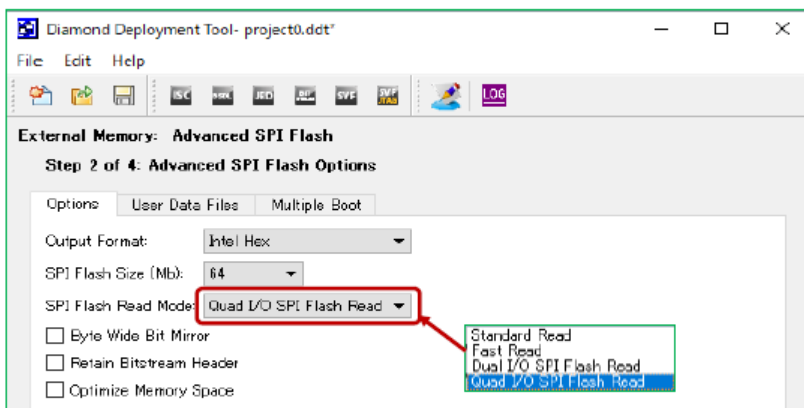 Diamond Deployment Tool- project0.ddt*
File Edit Help
ISC JED SVF SVF JTAG LOG
External Memory: Advanced SPI Flash
Step 2 of 4: Advanced SPI Flash Options
Options User Data Files Multiple Boot
Output Format: Intel Hex
SPI Flash Size (Mb): 64
SPI Flash Read Mode: Quad I/O SPI Flash Read
Byte Wide Bit Mirror
Retain Bitstream Header
Optimize Memory Space
Standard Read
Fast Read
Dual I/O SPI Flash Read
Quad I/O SPI Flash Read